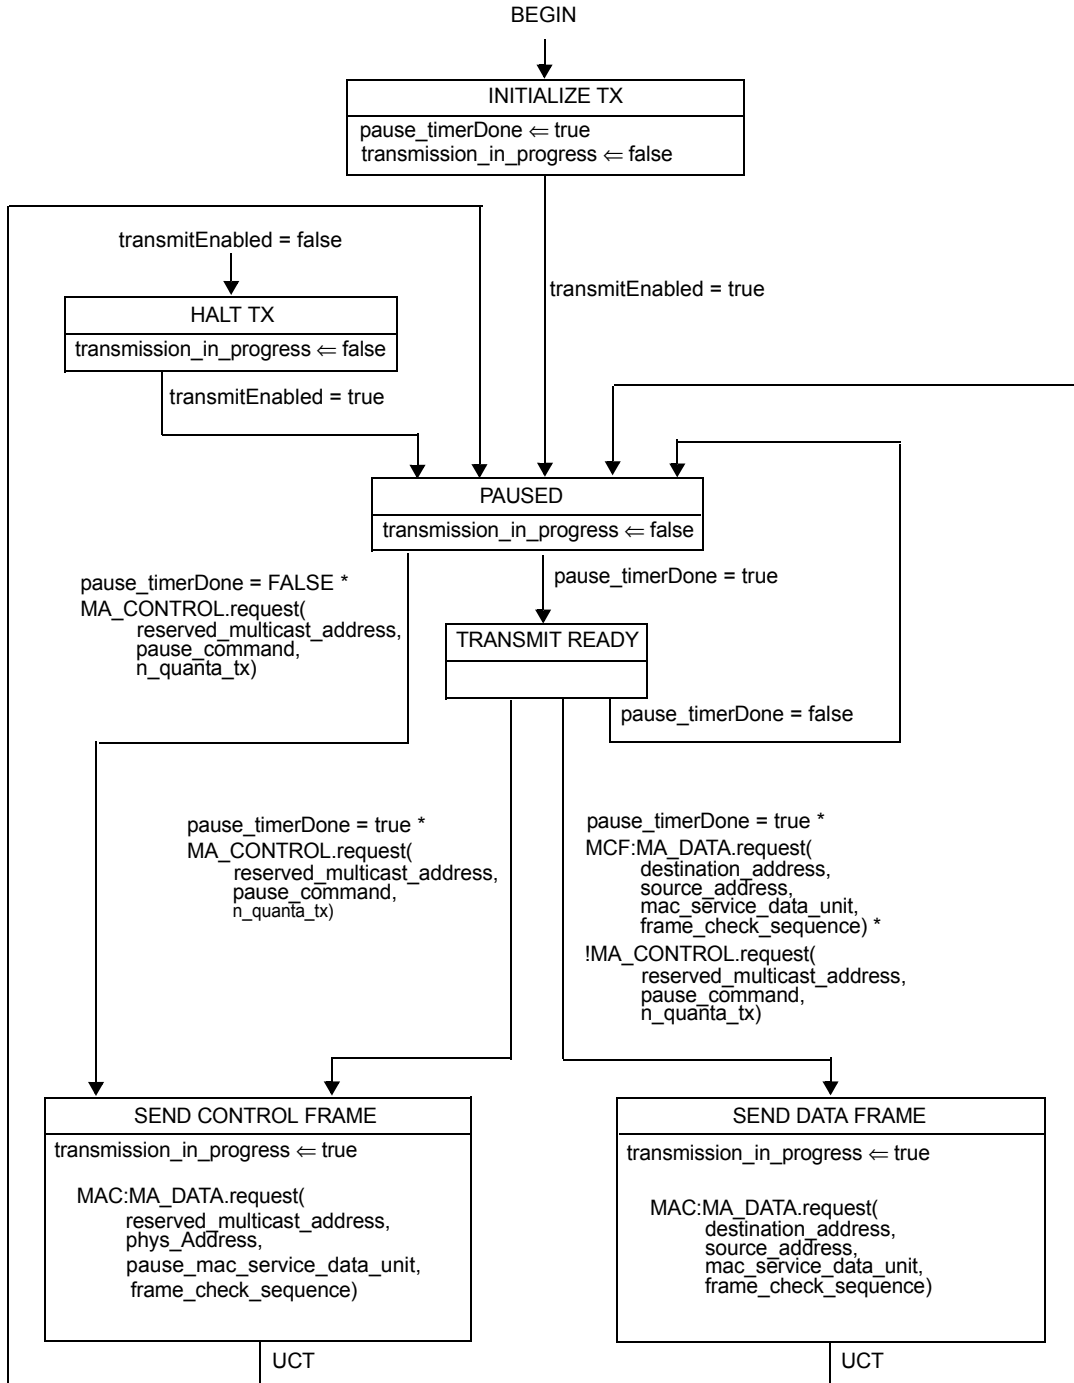 BEGIN
INITIALIZE TX
pause_timerDone ⇐ true
transmission_in_progress ⇐ false
transmitEnabled = false
transmitEnabled = true
HALT TX
transmission_in_progress ⇐ false
transmitEnabled = true
PAUSED
transmission_in_progress ⇐ false
pause_timerDone = FALSE *
MA_CONTROL.request(
reserved_multicast_address,
pause_command,
n_quanta_tx)
pause_timerDone = true
TRANSMIT READY
pause_timerDone = false
pause_timerDone = true *
MA_CONTROL.request(
reserved_multicast_address,
pause_command,
n_quanta_tx)
pause_timerDone = true *
MCF:MA_DATA.request(
destination_address,
source_address,
mac_service_data_unit,
frame_check_sequence) *
!MA_CONTROL.request(
reserved_multicast_address,
pause_command,
n_quanta_tx)
SEND CONTROL FRAME
transmission_in_progress ⇐ true
MAC:MA_DATA.request(
reserved_multicast_address,
phys_Address,
pause_mac_service_data_unit,
frame_check_sequence)
UCT
SEND DATA FRAME
transmission_in_progress ⇐ true
MAC:MA_DATA.request(
destination_address,
source_address,
mac_service_data_unit,
frame_check_sequence)
UCT